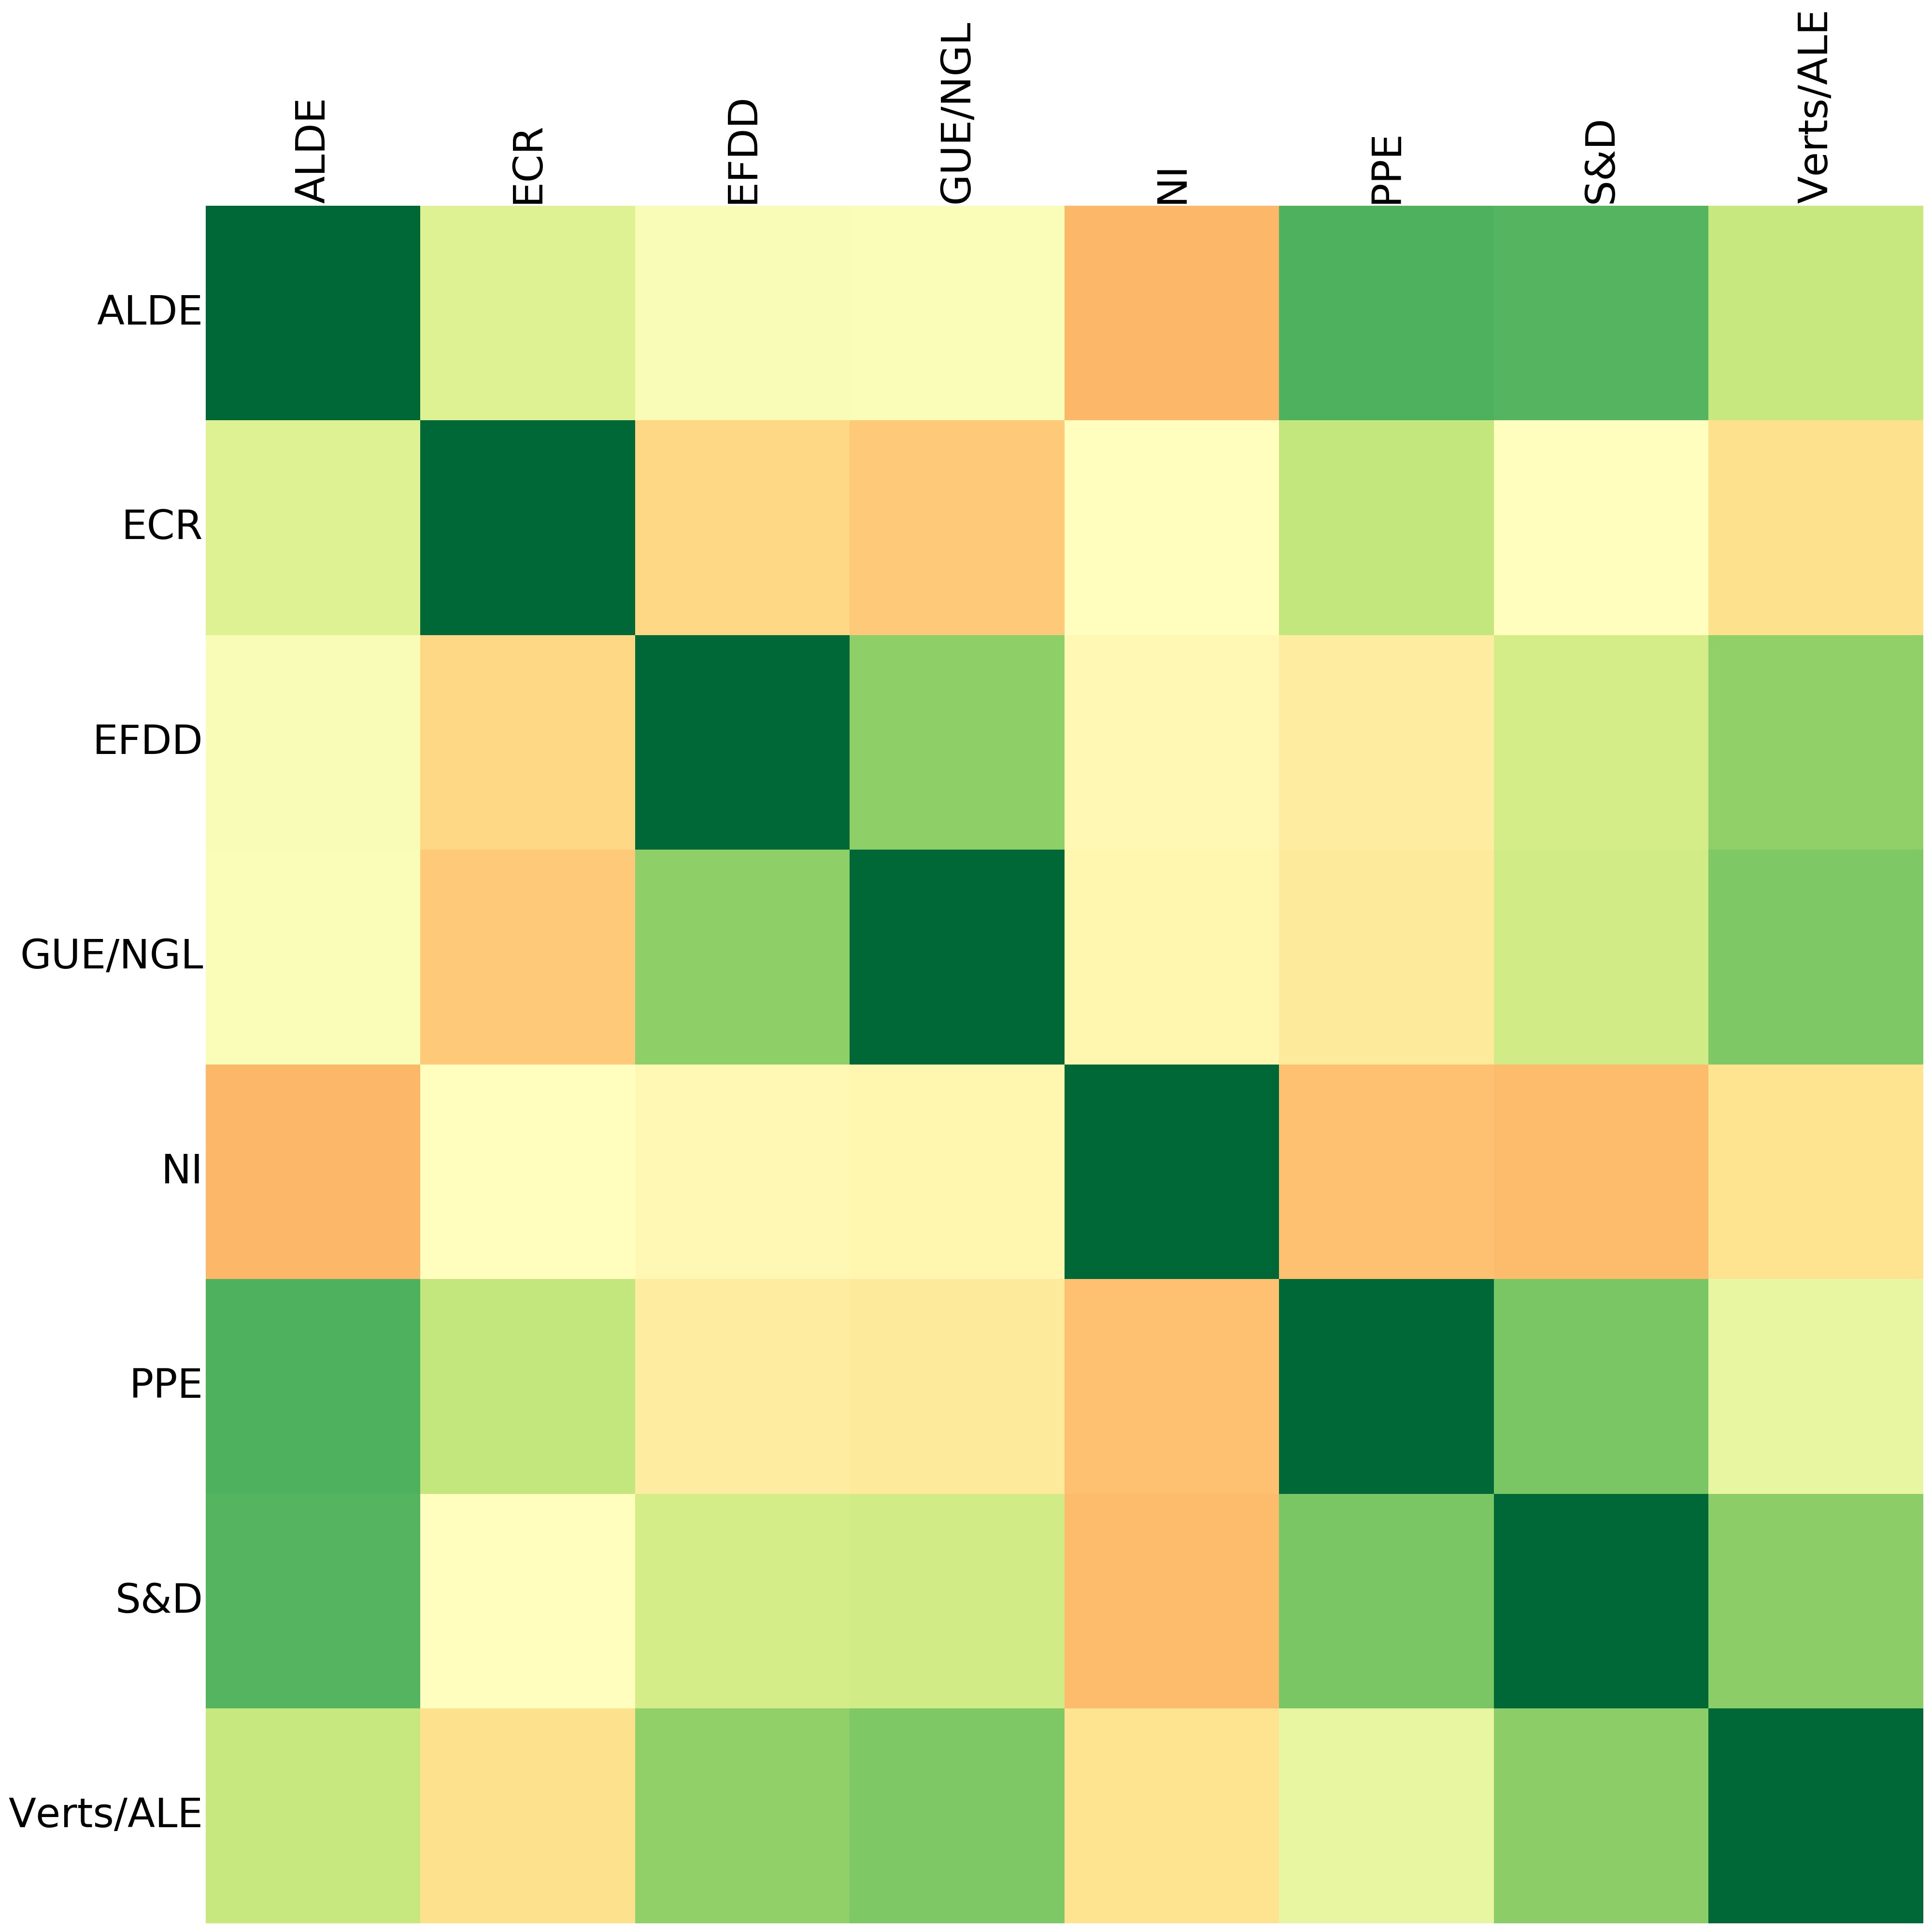 ALDE
ECR
EFDD
GUE/NGL
NI
PPE
S&D
Verts/ALE
ALDE
ECR
EFDD
GUE/NGL
NI
PPE
S&D
Verts/ALE